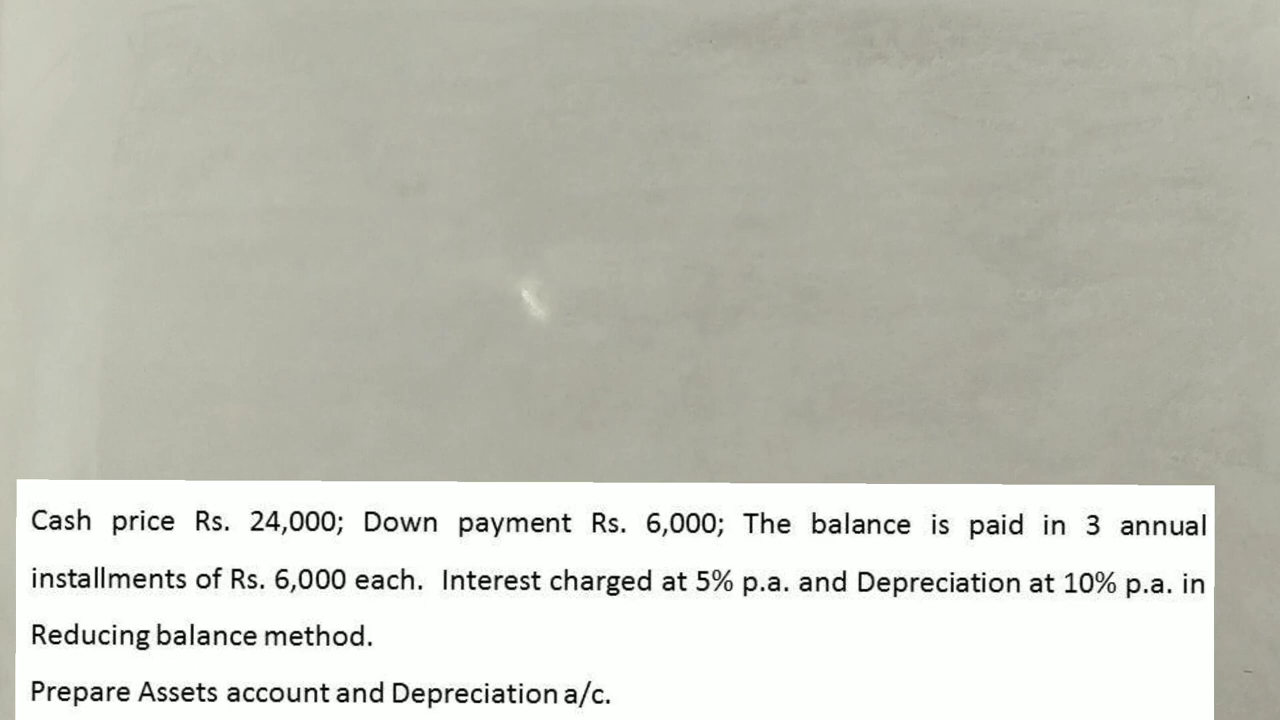 Cash price Rs. 24,000; Down payment Rs. 6,000; The balance is paid in 3 annual
installments of Rs. 6,000 each. Interest charged at 5% p.a. and Depreciation at 10% p.a. in
Reducing balance method.
Prepare Assets account and Depreciation a/c.